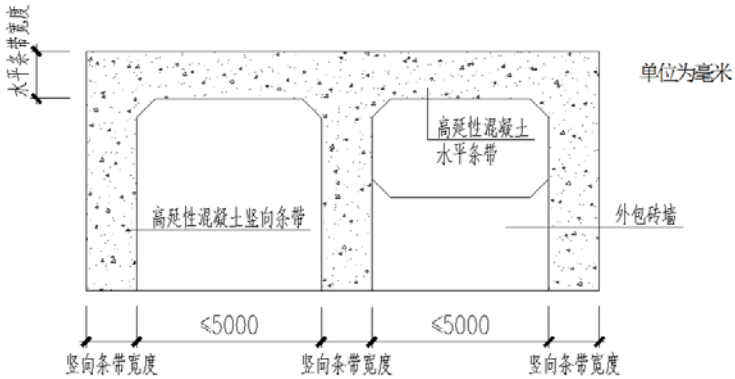 水平条带宽度
单位为毫米
高延性混凝土
水平条带
高延性混凝土竖向条带
外包砖墙
≤5000
≤5000
竖向条带宽度
竖向条带宽度
竖向条带宽度